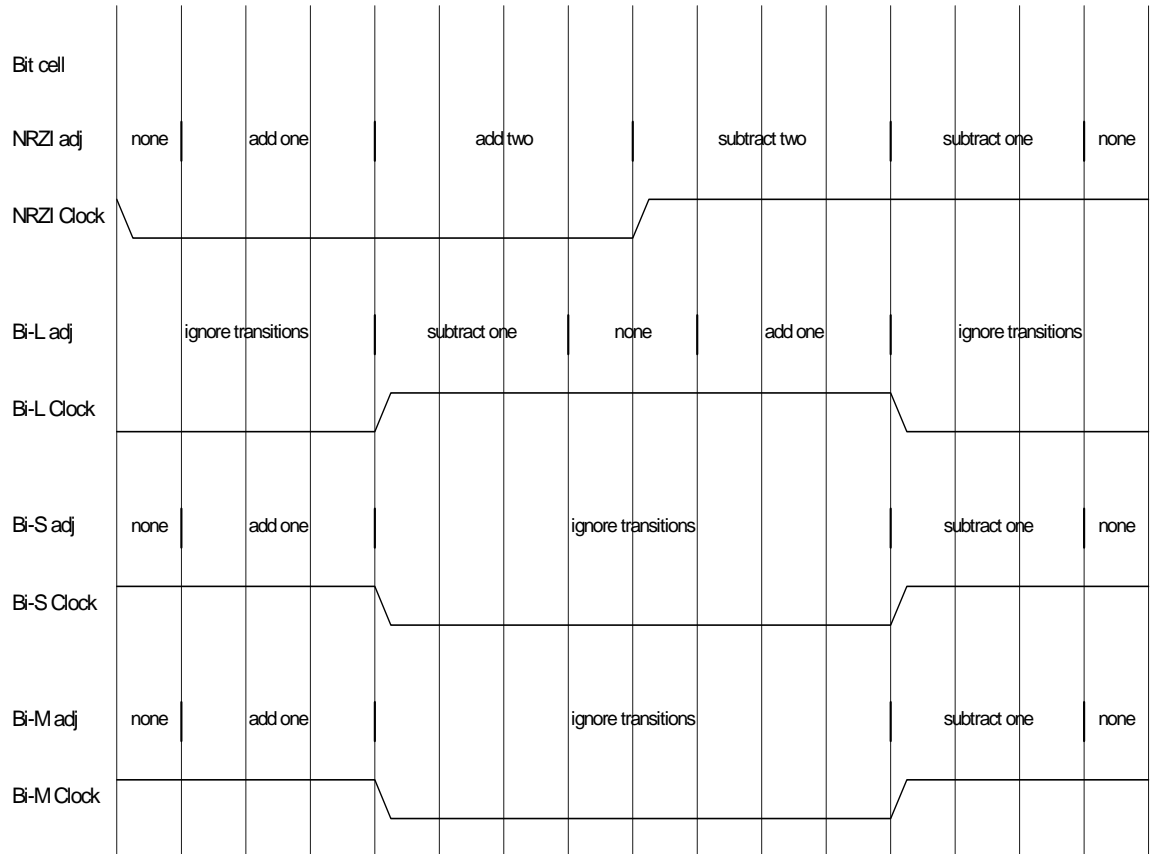 Bit cell
NRZI adj none add one add two subtract two subtract one none
NRZI Clock
Bi-L adj ignore transitions subtract one none add one ignore transitions
Bi-L Clock
Bi-S adj none add one ignore transitions subtract one none
Bi-S Clock
Bi-M adj none add one ignore transitions subtract one none
Bi-M Clock